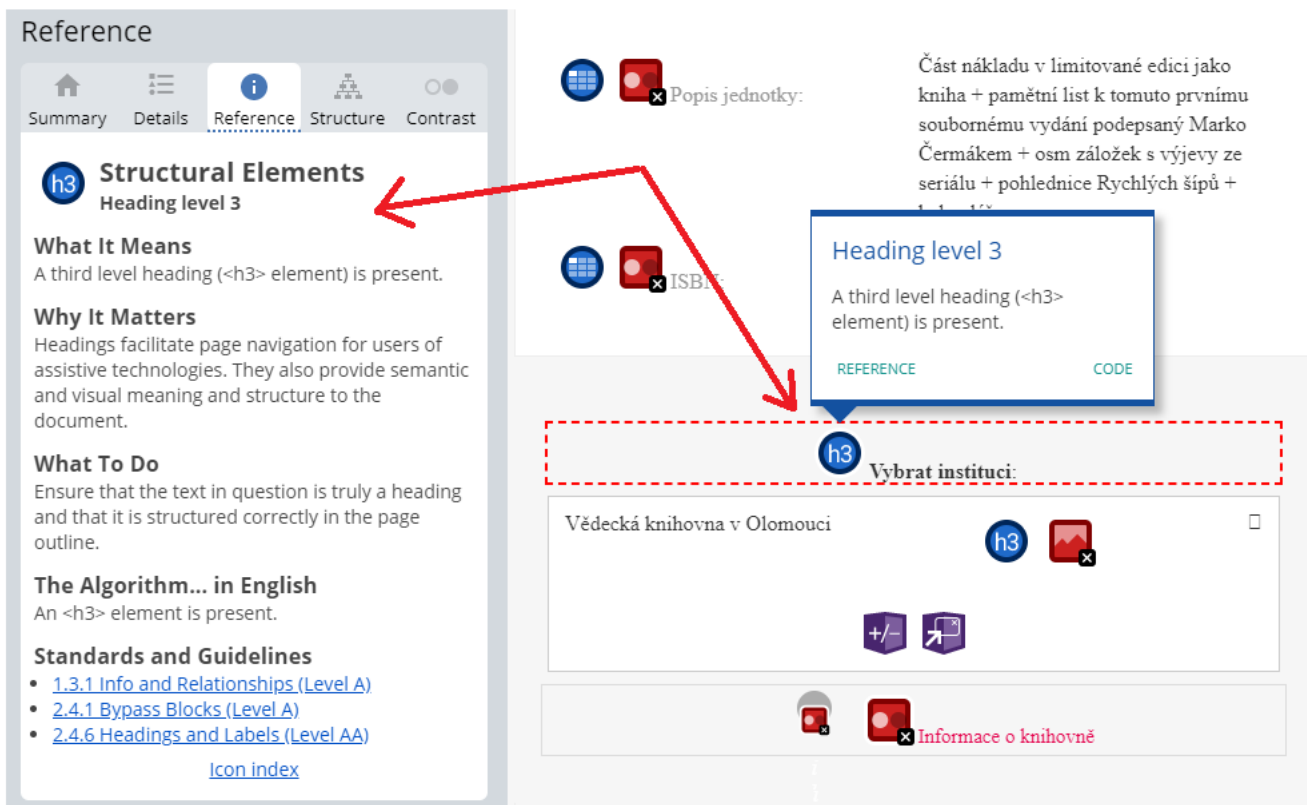 Reference
Summary Details Reference Structure Contrast
h3 Structural Elements
Heading level 3
What It Means
A third level heading (<h3> element) is present.
Why It Matters
Headings facilitate page navigation for users of
assistive technologies. They also provide semantic
and visual meaning and structure to the
document.
What To Do
Ensure that the text in question is truly a heading
and that it is structured correctly in the page
outline.
The Algorithm... in English
An <h3> element is present.
Standards and Guidelines
• 1.3.1 Info and Relationships (Level A)
• 2.4.1 Bypass Blocks (Level A)
• 2.4.6 Headings and Labels (Level AA)
Icon index
Popis jednotky:
Část nákladu v limitované edici jako
kniha + pamětní list k tomuto prvnímu
soubornému vydání podepsaný Marko
Čermákem + osm záložek s výjevy ze
seriálu + pohlednice Rychlých šípů +
ISBN:
Heading level 3
A third level heading (<h3>
element) is present.
REFERENCE CODE
h3 Vybrat instituci:
Vědecká knihovna v Olomouci
h3
+/-
Informace o knihovně